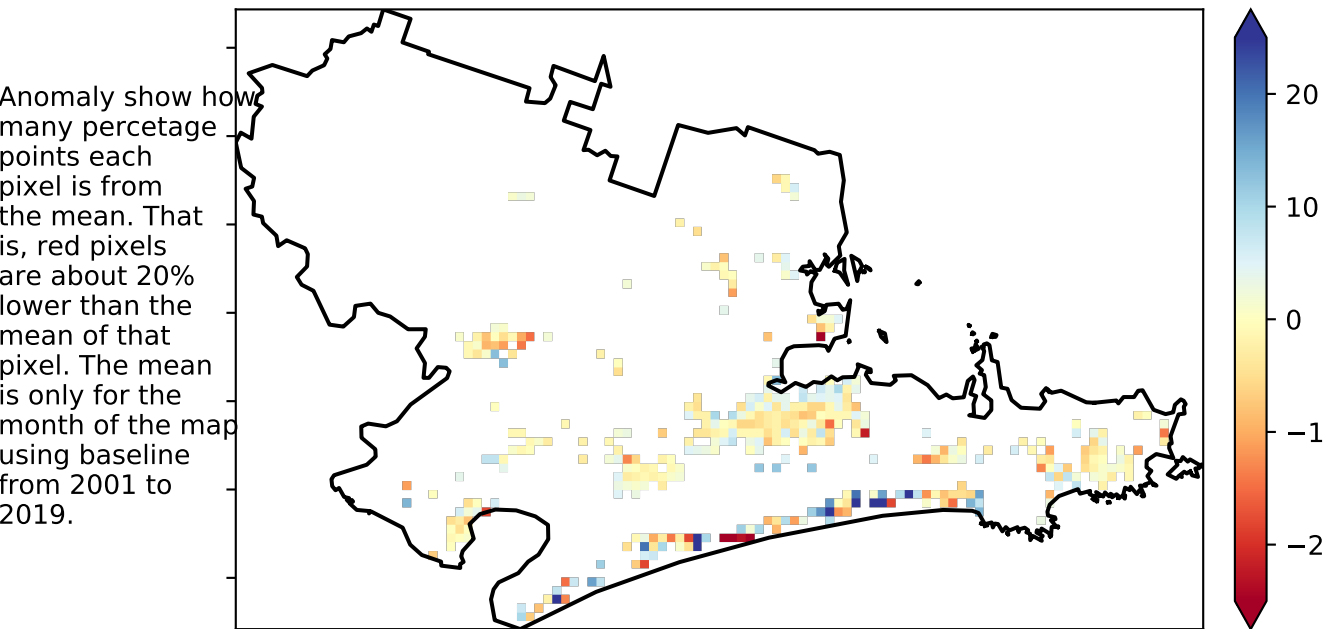 Anomaly show how
many percetage
points each
pixel is from
the mean. That
is, red pixels
are about 20%
lower than the
mean of that
pixel. The mean
is only for the
month of the map
using baseline
from 2001 to
2019.
20
10
0
−1
−2